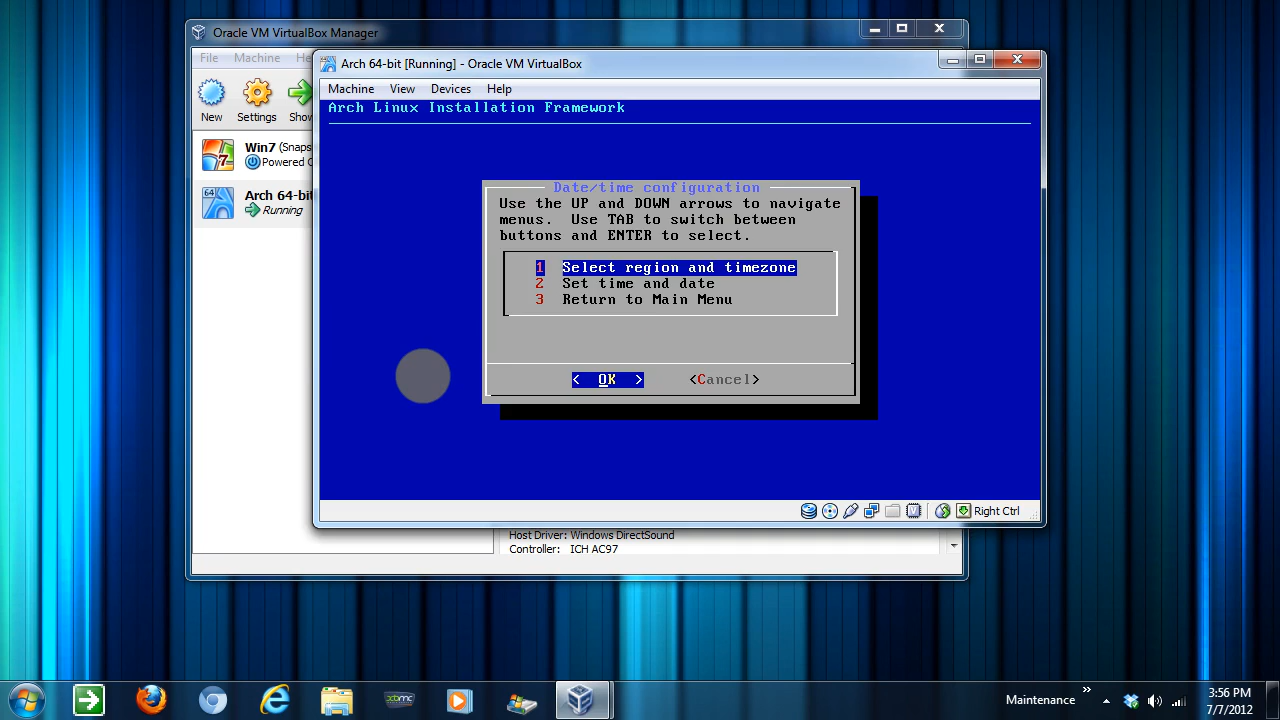 Oracle VM VirtualBox Manager
File Machine He
New Settings Show
Win7 (Snaps
Powered O
64
Arch 64-bit
Running
Arch 64-bit [Running] - Oracle VM VirtualBox
Machine View Devices Help
Arch Linux Installation Framework
Date/time configuration
Use the UP and DOWN arrows to navigate
menus. Use TAB to switch between
buttons and ENTER to select.
1 Select region and timezone
2 Set time and date
3 Return to Main Menu
< OK > <Cancel>
Right Ctrl
Host Driver: Windows DirectSound
Controller: ICH AC97
xbmc
Maintenance »
3:56 PM
7/7/2012